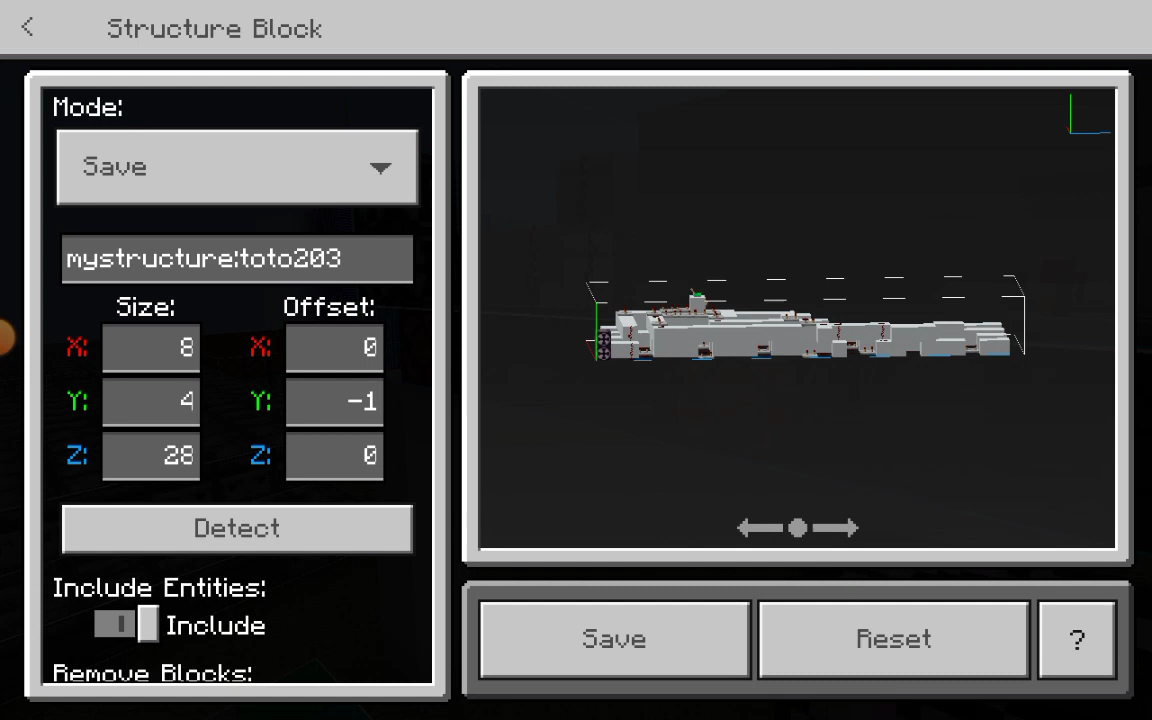 Structure Block
Mode:
Save
mystructure:toto203
Size: Offset:
X: 8 X: 0
Y: 4 Y: -1
Z: 28 Z: 0
Detect
Include Entities:
Include
Remove Blocks:
Save Reset ?